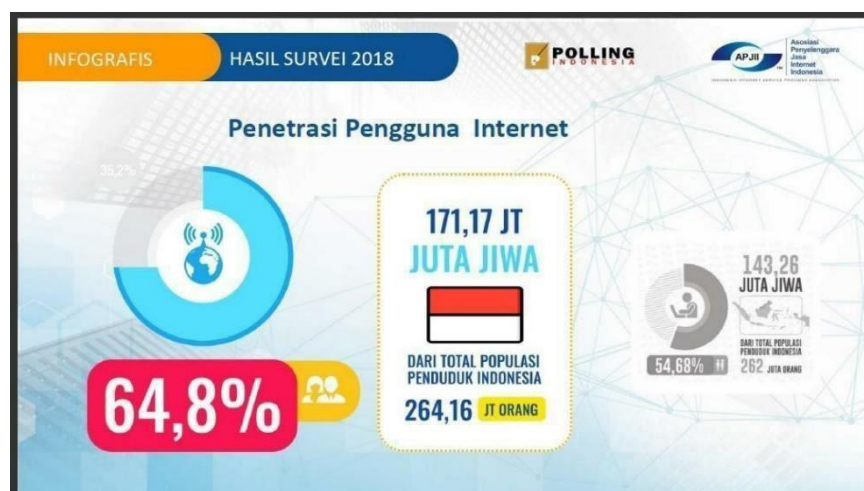 INFOGRAFIS
HASIL SURVEI 2018
POLLING
INDONESIA
APJII
Asosiasi
Penyelenggara
Jasa
Internet
Indonesia
Penetrasi Pengguna Internet
35,2%
64,8%
171,17 JT
JUTA JIWA
DARI TOTAL POPULASI
PENDUDUK INDONESIA
264,16 JT ORANG
143,26
JUTA JIWA
DARI TOTAL POPULASI
PENDUDUK INDONESIA
54,68%
262 JUTA ORANG